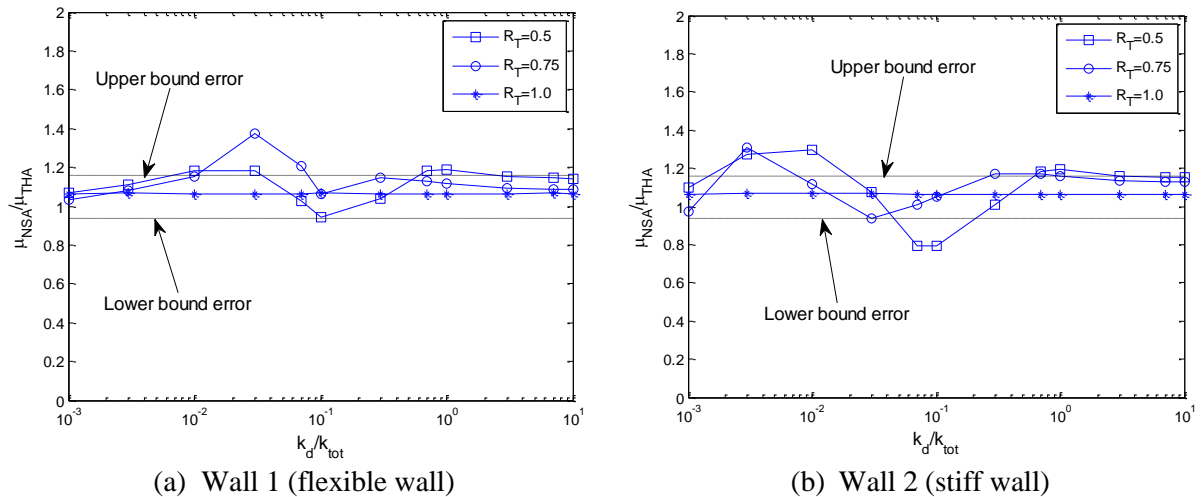 2
1.8
1.6
1.4
1.2
1
0.8
0.6
0.4
0.2
0
μNSA/μTHA
Upper bound error
Lower bound error
RT=0.5
RT=0.75
RT=1.0
10-3
10-2
10-1
100
101
kd/ktot
(a) Wall 1 (flexible wall)
2
1.8
1.6
1.4
1.2
1
0.8
0.6
0.4
0.2
0
μNSA/μTHA
Upper bound error
Lower bound error
RT=0.5
RT=0.75
RT=1.0
10-3
10-2
10-1
100
101
kd/ktot
(b) Wall 2 (stiff wall)